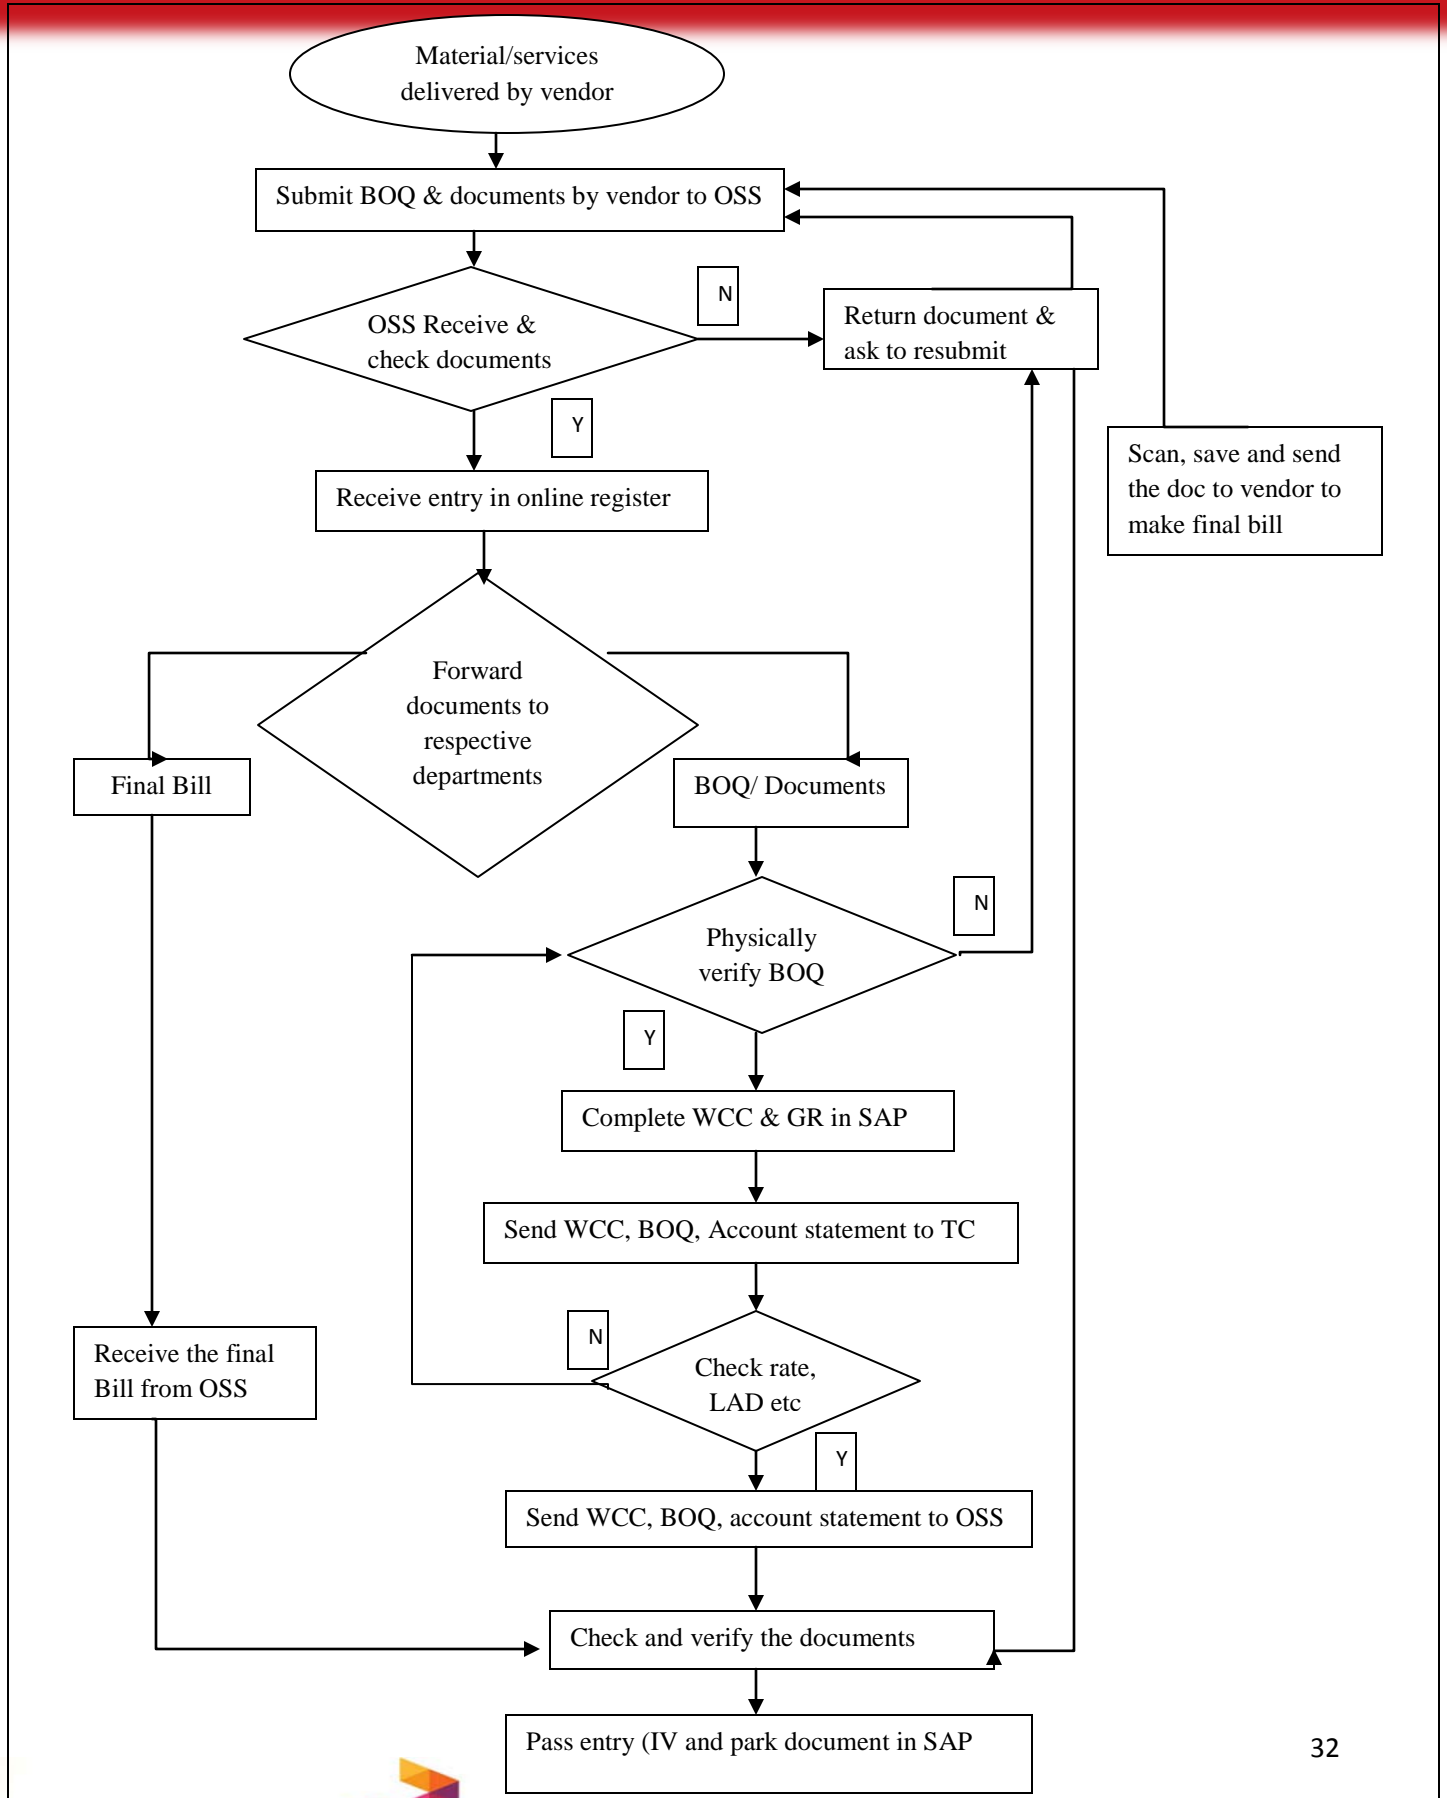 Material/services
delivered by vendor
Submit BOQ & documents by vendor to OSS
N
OSS Receive &
check documents
Return document &
ask to resubmit
Y
Scan, save and send
the doc to vendor to
make final bill
Receive entry in online register
Forward
documents to
respective
departments
Final Bill
BOQ/ Documents
N
Physically
verify BOQ
Y
Complete WCC & GR in SAP
Send WCC, BOQ, Account statement to TC
N
Receive the final
Bill from OSS
Check rate,
LAD etc
Y
Send WCC, BOQ, account statement to OSS
Check and verify the documents
Pass entry (IV and park document in SAP
32